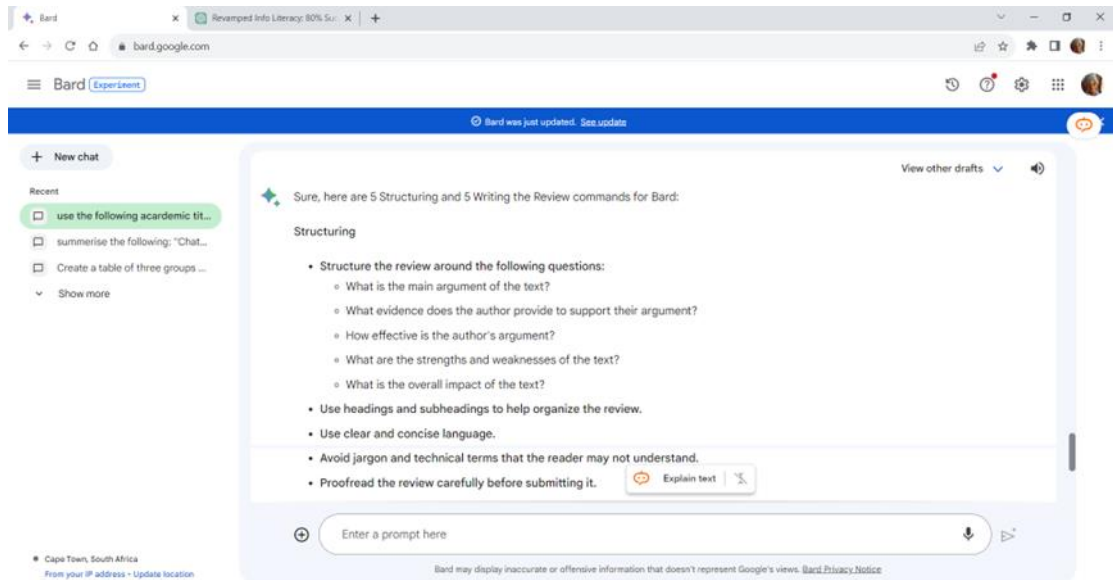 Bard
Revamped Info Literacy: 80% Su
bard.google.com
Bard Experiment
Bard was just updated. See update
New chat
Recent
use the following acardemic tit...
summerise the following: "Chat...
Create a table of three groups ...
Show more
View other drafts
Sure, here are 5 Structuring and 5 Writing the Review commands for Bard:
Structuring
• Structure the review around the following questions:
◦ What is the main argument of the text?
◦ What evidence does the author provide to support their argument?
◦ How effective is the author's argument?
◦ What are the strengths and weaknesses of the text?
◦ What is the overall impact of the text?
• Use headings and subheadings to help organize the review.
• Use clear and concise language.
• Avoid jargon and technical terms that the reader may not understand.
• Proofread the review carefully before submitting it.
Explain text
Enter a prompt here
Cape Town, South Africa
From your IP address • Update location
Bard may display inaccurate or offensive information that doesn't represent Google's views. Bard Privacy Notice